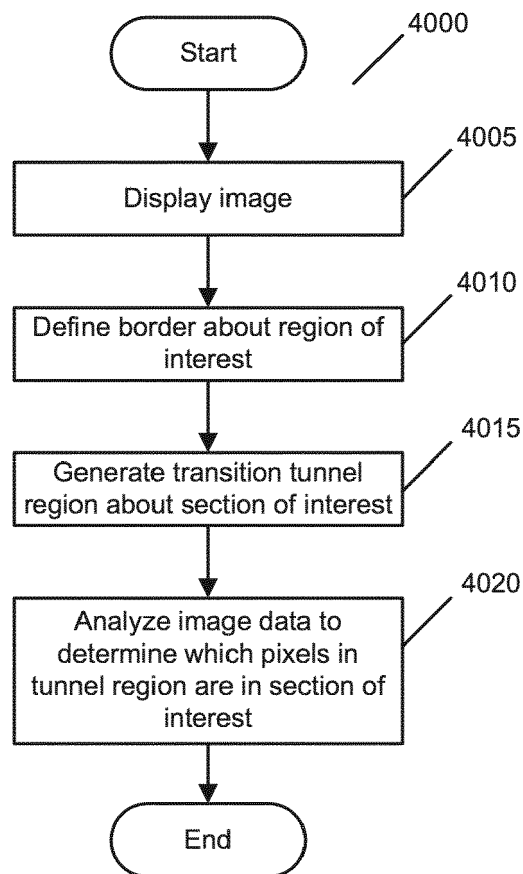 Start
4000
4005
Display image
4010
Define border about region of
interest
4015
Generate transition tunnel
region about section of interest
4020
Analyze image data to
determine which pixels in
tunnel region are in section of
interest
End